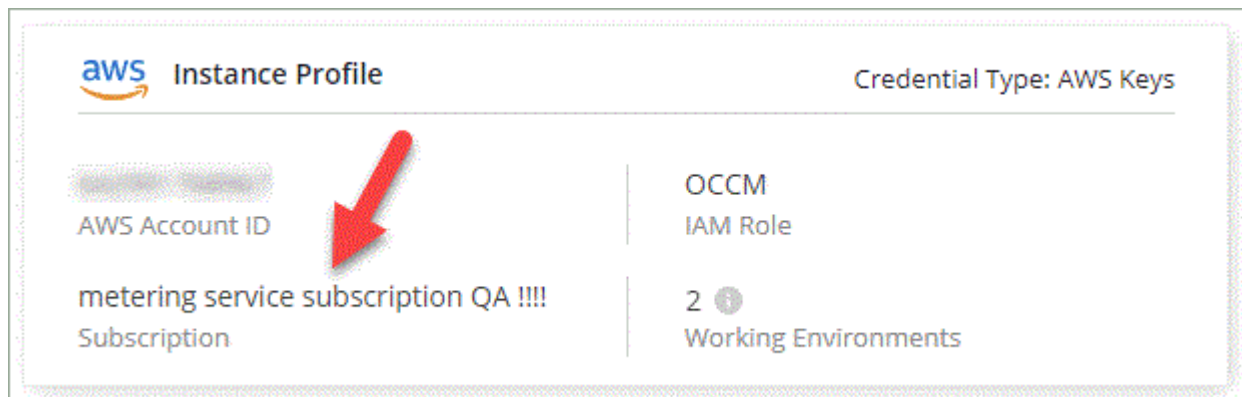 aws Instance Profile
Credential Type: AWS Keys
AWS Account ID
OCCM
IAM Role
metering service subscription QA !!!!
Subscription
2
Working Environments